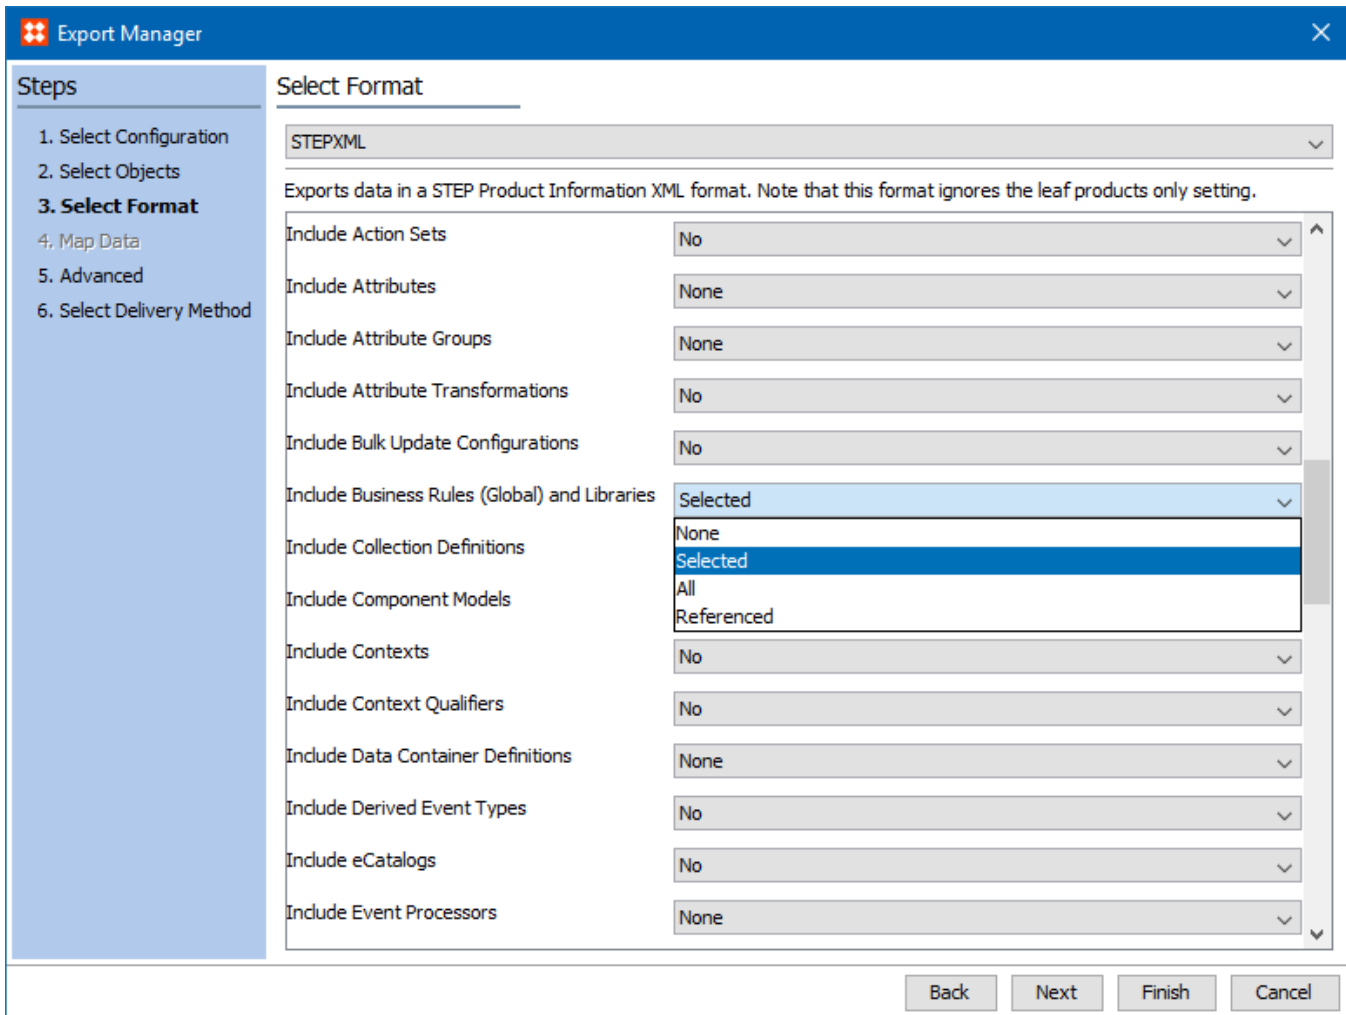 Export Manager
Steps
1. Select Configuration
2. Select Objects
3. Select Format
4. Map Data
5. Advanced
6. Select Delivery Method
Select Format
STEPXML
Exports data in a STEP Product Information XML format. Note that this format ignores the leaf products only setting.
Include Action Sets No
Include Attributes None
Include Attribute Groups None
Include Attribute Transformations No
Include Bulk Update Configurations No
Include Business Rules (Global) and Libraries Selected
None
Include Collection Definitions Selected
All
Include Component Models Referenced
Include Contexts No
Include Context Qualifiers No
Include Data Container Definitions None
Include Derived Event Types No
Include eCatalogs No
Include Event Processors None
Back Next Finish Cancel